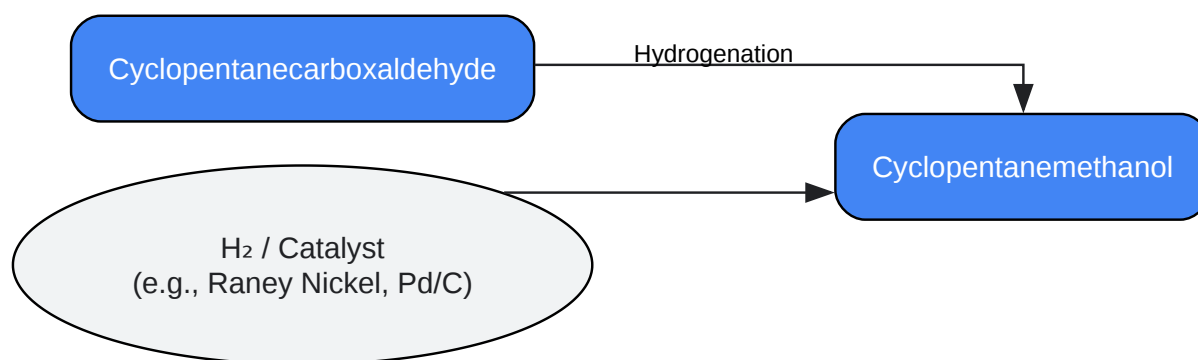 Cyclopentanecarboxaldehyde
Hydrogenation
Cyclopentanemethanol
H₂ / Catalyst
(e.g., Raney Nickel, Pd/C)